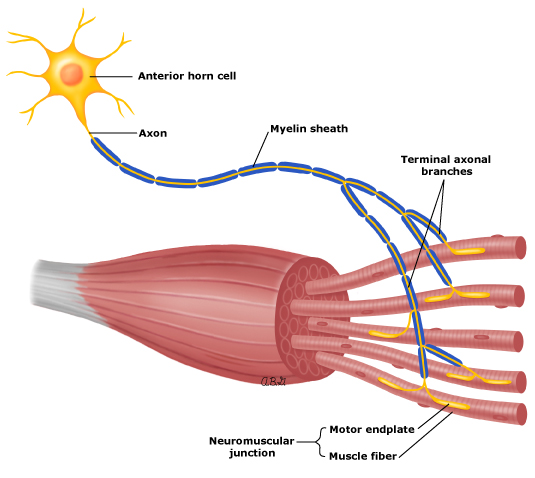 Anterior horn cell
Axon
Myelin sheath
Terminal axonal
branches
Neuromuscular
junction
Motor endplate
Muscle fiber